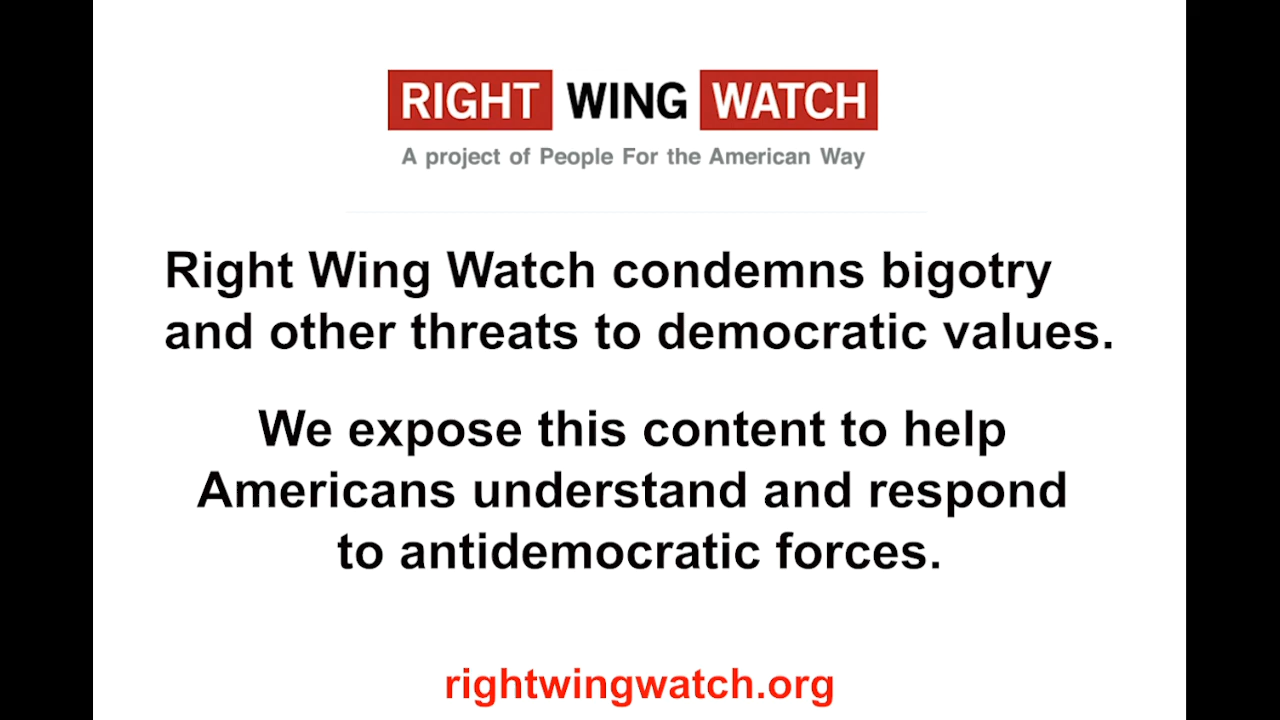 RIGHT WING WATCH
A project of People For the American Way
Right Wing Watch condemns bigotry
and other threats to democratic values.
We expose this content to help
Americans understand and respond
to antidemocratic forces.
rightwingwatch.org